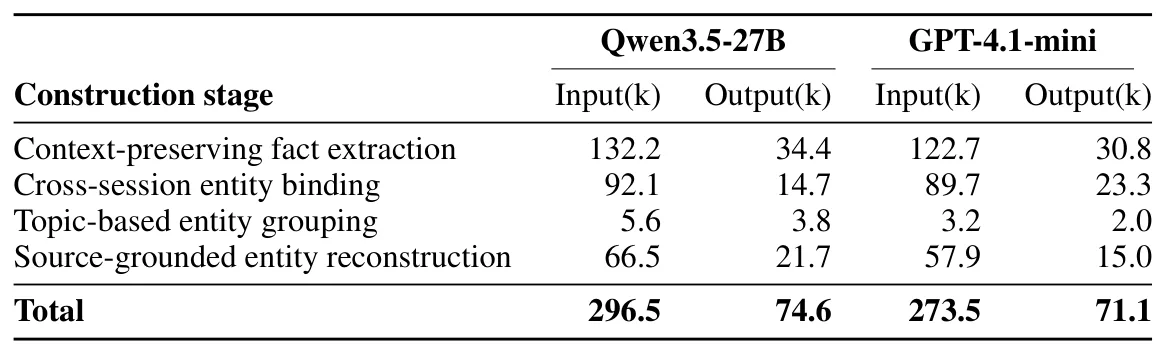 Qwen3.5-27B GPT-4.1-mini
Construction stage Input(k) Output(k) Input(k) Output(k)
Context-preserving fact extraction 132.2 34.4 122.7 30.8
Cross-session entity binding 92.1 14.7 89.7 23.3
Topic-based entity grouping 5.6 3.8 3.2 2.0
Source-grounded entity reconstruction 66.5 21.7 57.9 15.0
Total 296.5 74.6 273.5 71.1